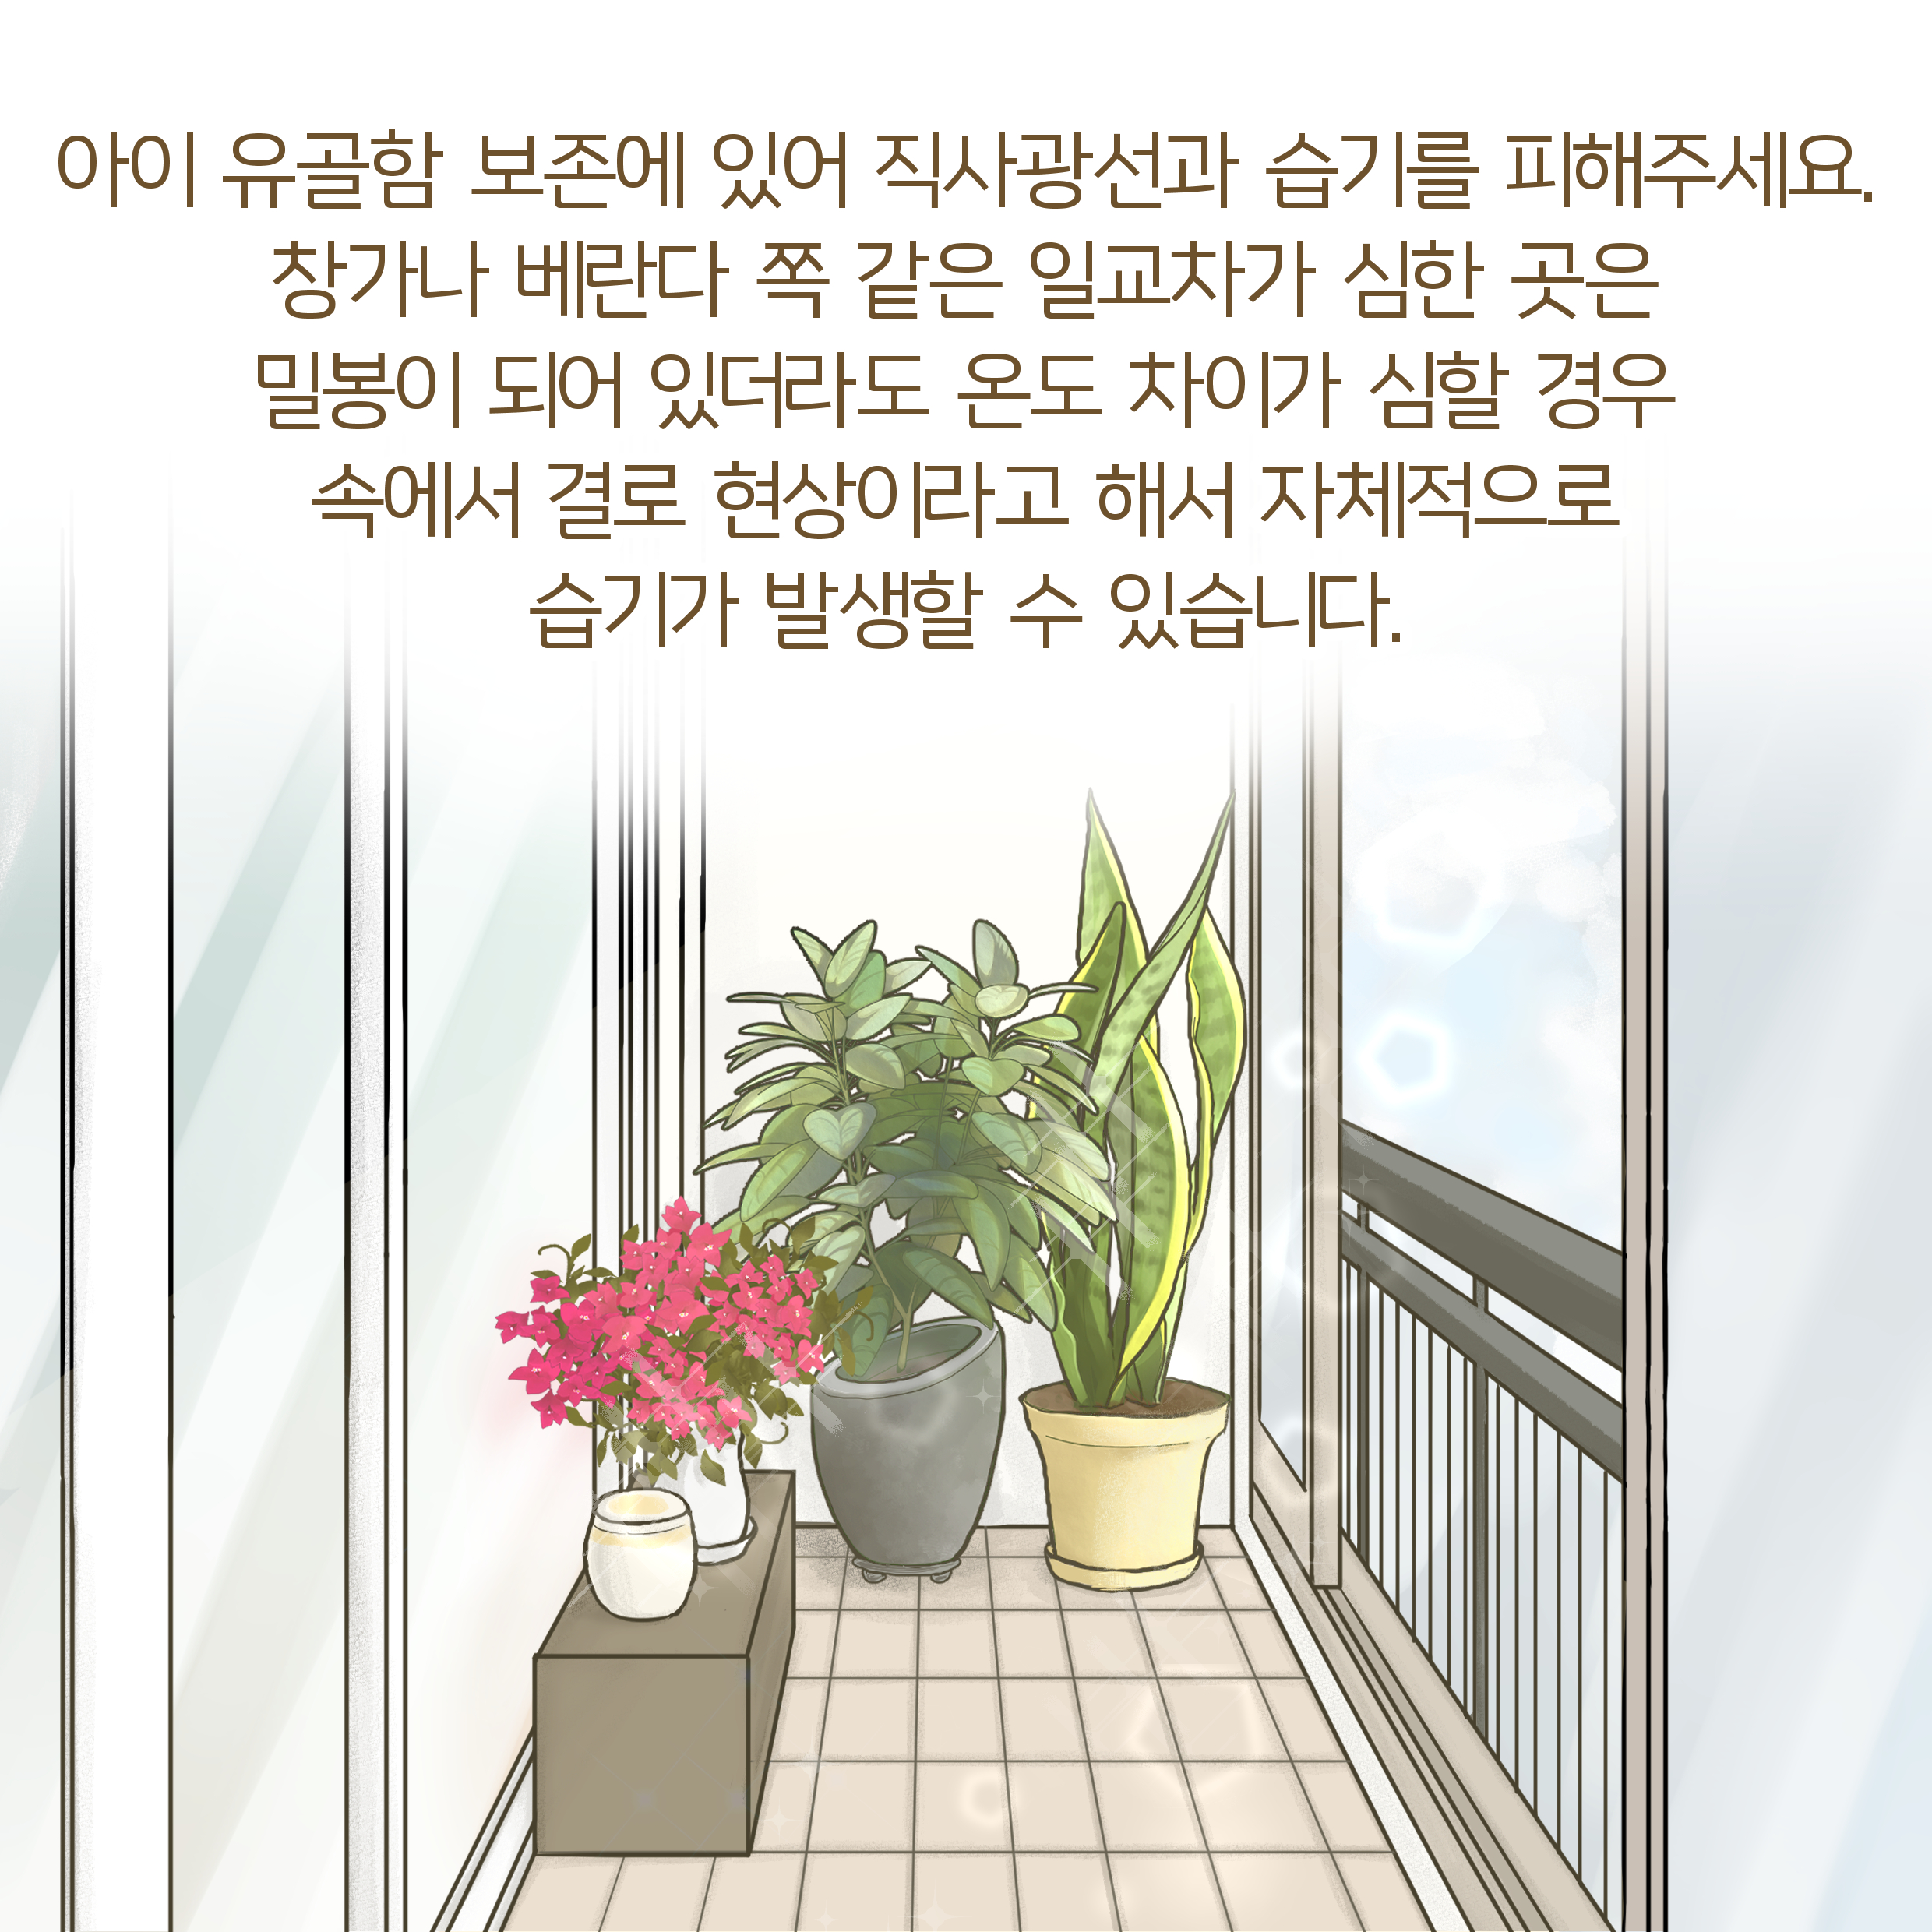 아이 유골함 보존에 있어 직사광선과 습기를 피해주세요.
창가나 베란다 쪽 같은 일교차가 심한 곳은
밀봉이 되어 있더라도 온도 차이가 심할 경우
속에서 결로 현상이라고 해서 자체적으로
습기가 발생할 수 있습니다.